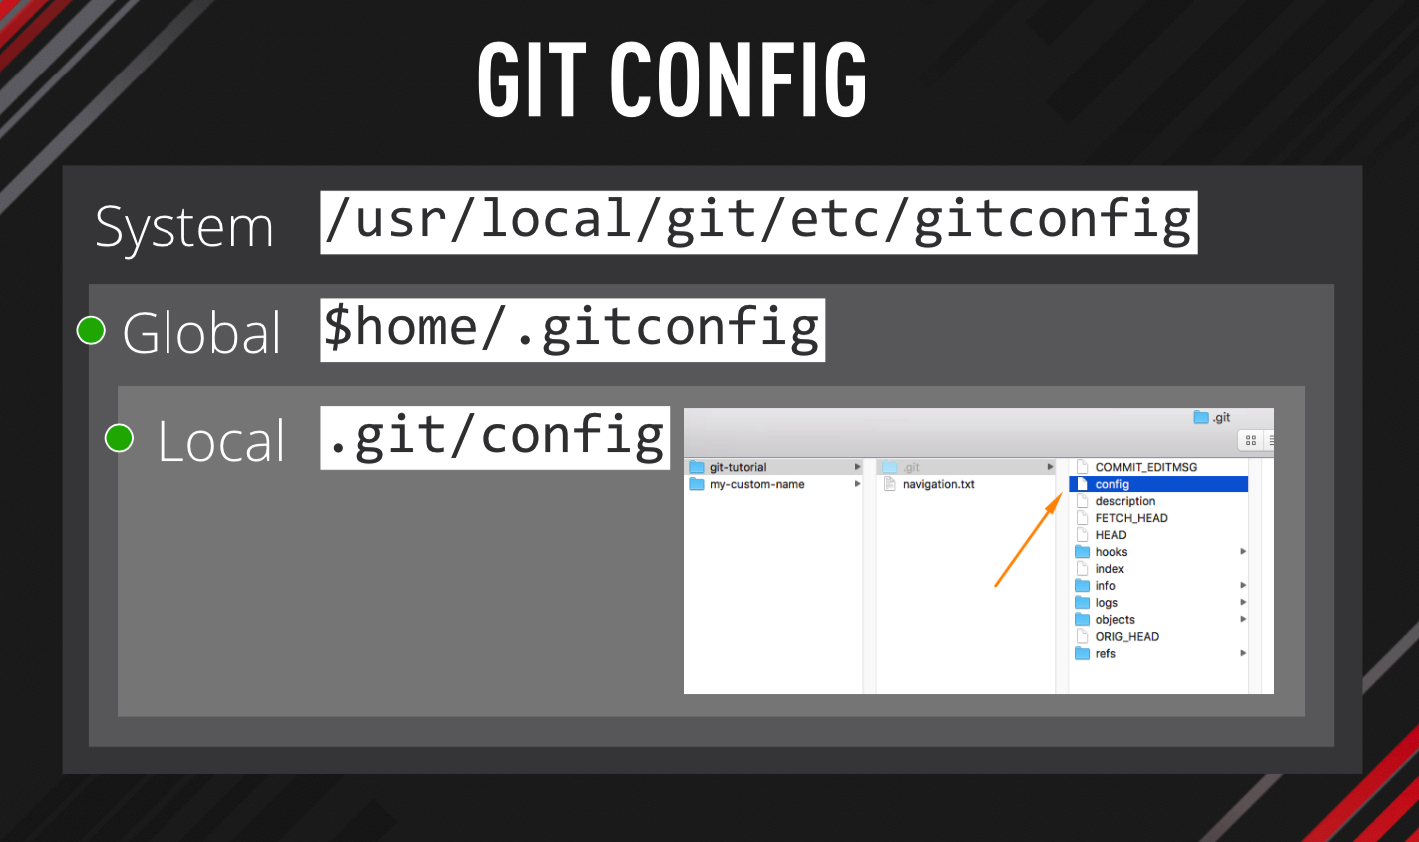 GIT CONFIG
System /usr/local/git/etc/gitconfig
Global $home/.gitconfig
Local .git/config
.git
git-tutorial
my-custom-name
.git
navigation.txt
COMMIT_EDITMSG
config
description
FETCH_HEAD
HEAD
hooks
index
info
logs
objects
ORIG_HEAD
refs